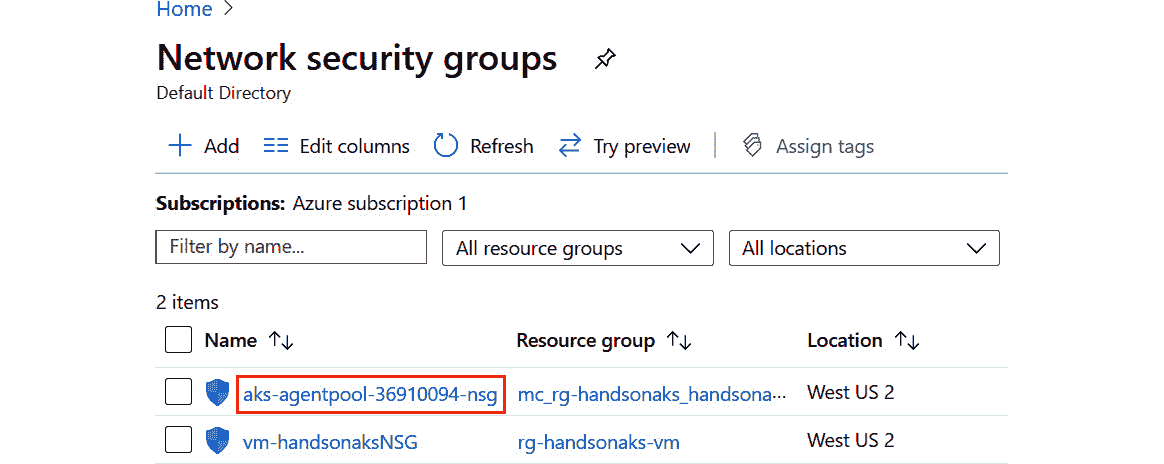 Home
Network security groups
Default Directory
Add Edit columns Refresh Try preview Assign tags
Subscriptions: Azure subscription 1
Filter by name... All resource groups All locations
2 items
Name Resource group Location
aks-agentpool-36910094-nsg mc_rg-handsonaks_handsona... West US 2
vm-handsonaksNSG rg-handsonaks-vm West US 2